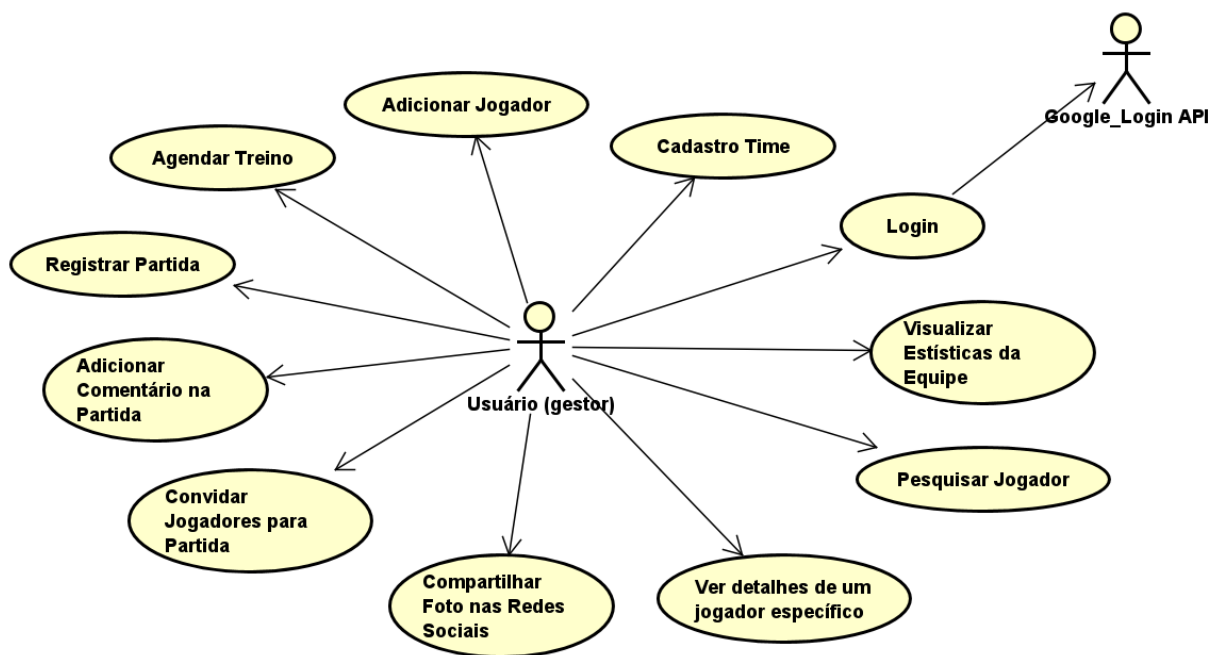 Adicionar Jogador
Google_Login API
Agendar Treino
Cadastro Time
Login
Registrar Partida
Visualizar
Estísticas da
Equipe
Adicionar
Comentário na
Partida
Usuário (gestor)
Pesquisar Jogador
Convidar
Jogadores para
Partida
Compartilhar
Foto nas Redes
Sociais
Ver detalhes de um
jogador específico